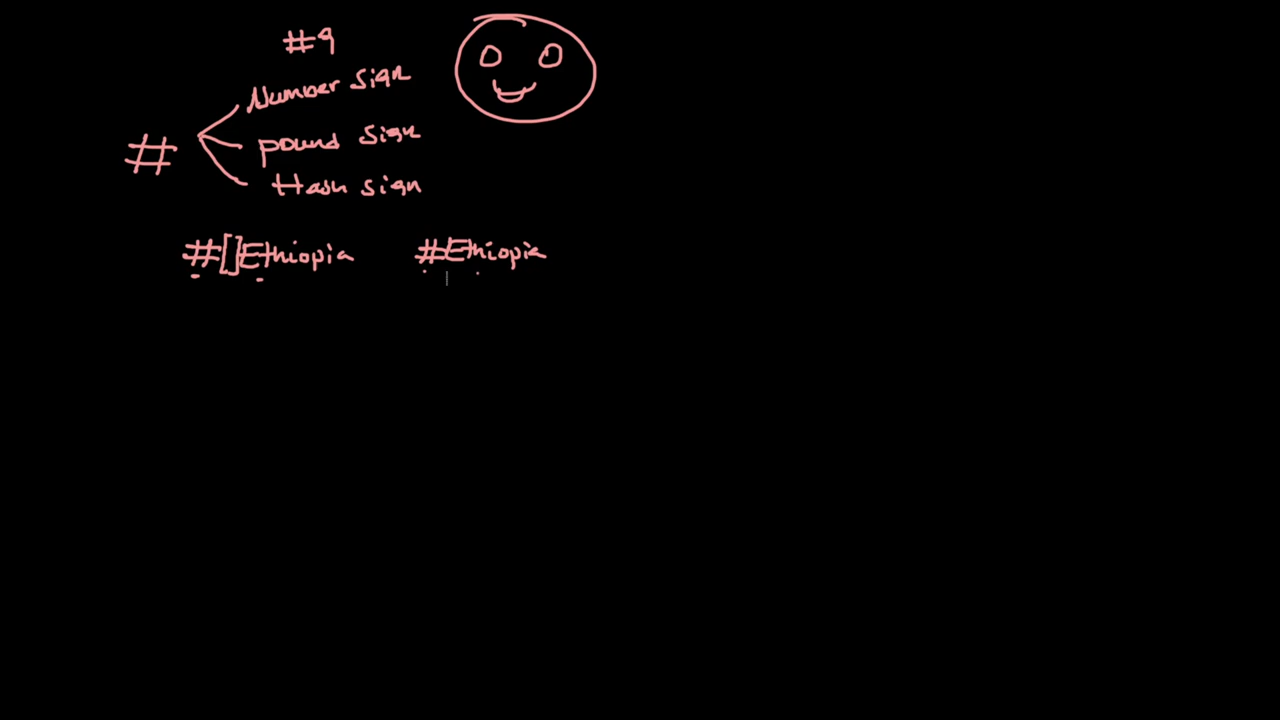 #9
Number Sign
# pound Sign
Hash sign
#[]Ethiopia #Ethiopia